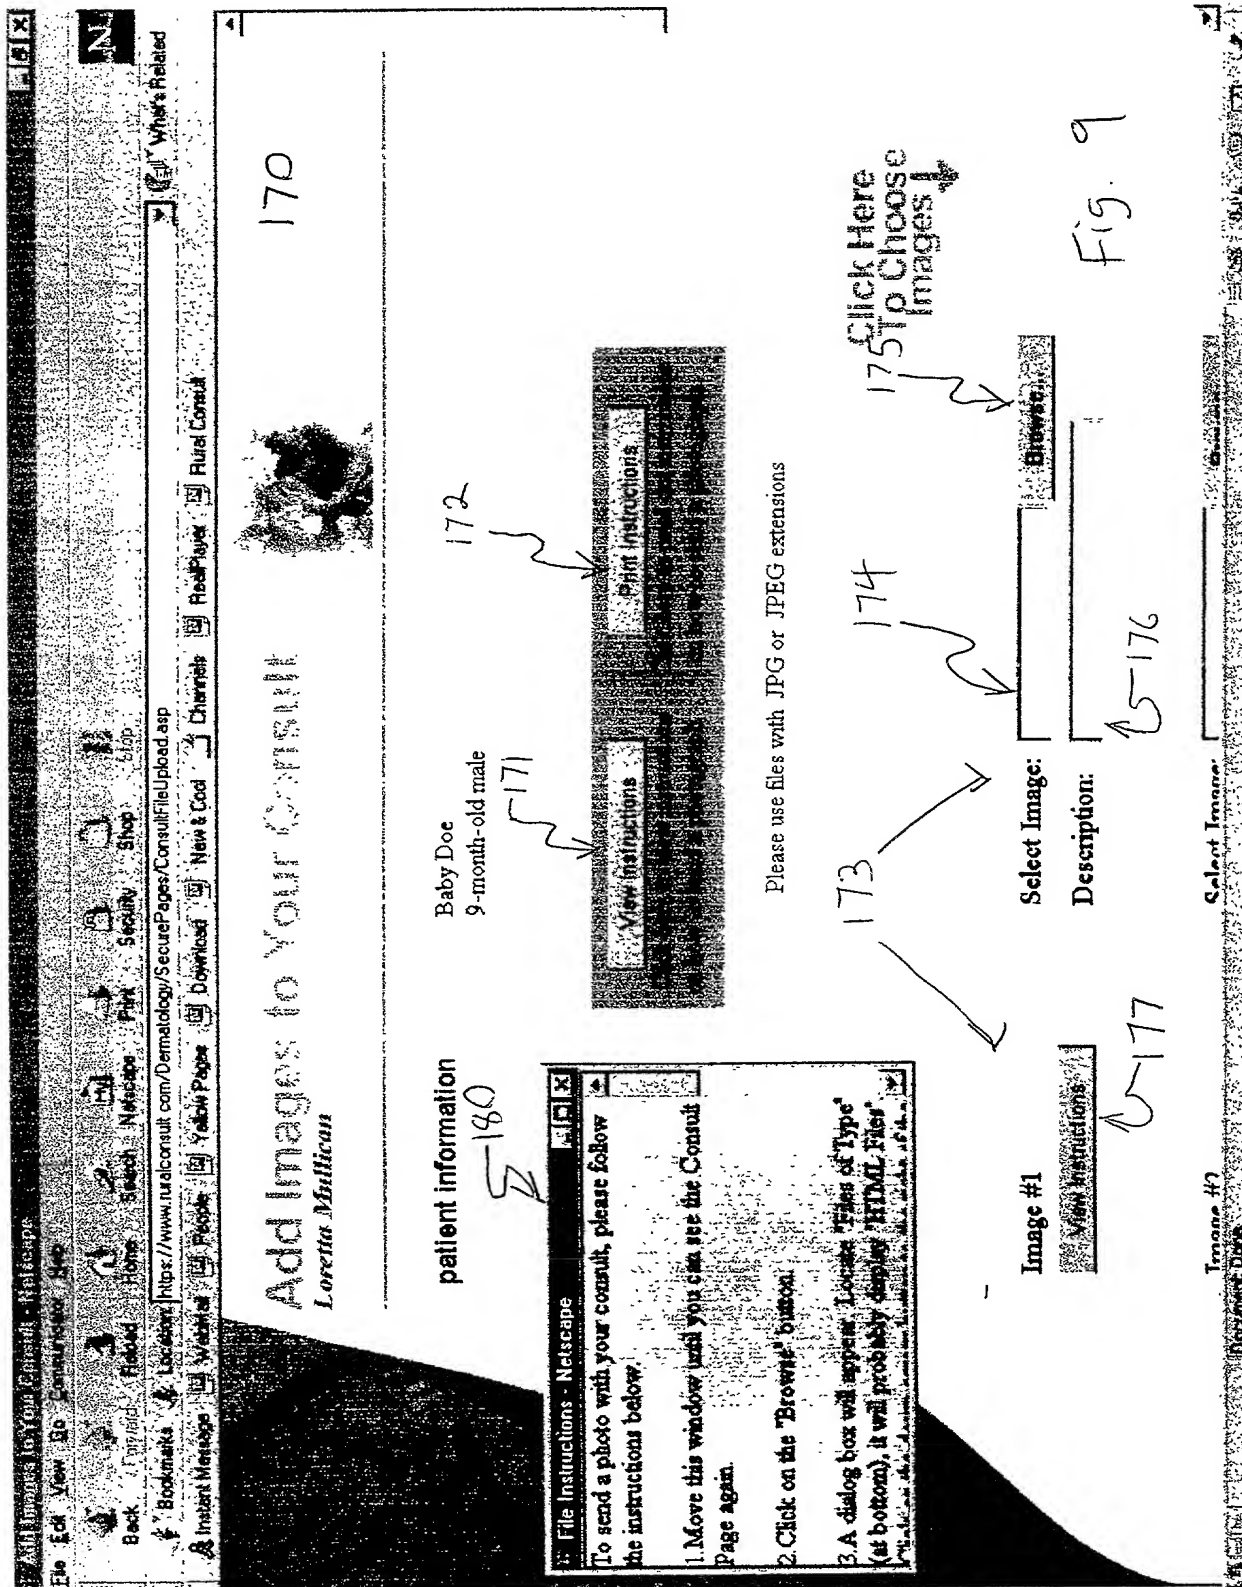 File Edit View Go Communicator Help
Back Forward Reload Home Search Netscape Print Security Shop Stop
N
Bookmarks Location: https://www.ruralconsult.com/Dermatology/SecurePages/ConsultFileUpload.asp What's Related
Instant Message WebMail People Yellow Pages Download New & Cool Channels RealPlayer Rural Consult
Add Images to Your Consult
170
Loretta Mullican
patient information
Baby Doe
9-month-old male
180
171
172
View Instructions
Print Instructions
File Instructions - Netscape
To send a photo with your consult, please follow
the instructions below.
1.Move this window until you can see the Consult
Page again.
2.Click on the "Browse" button.
3.A dialog box will appear. Locate "Files of Type"
(at bottom), it will probably display "HTML Files".
Please use files with JPG or JPEG extensions
173
174
175
Click Here
To Choose
Images
Image #1
Select Image:
Browse...
View Instructions
Description:
177
176
Fig. 9
Image #2
Select Image: